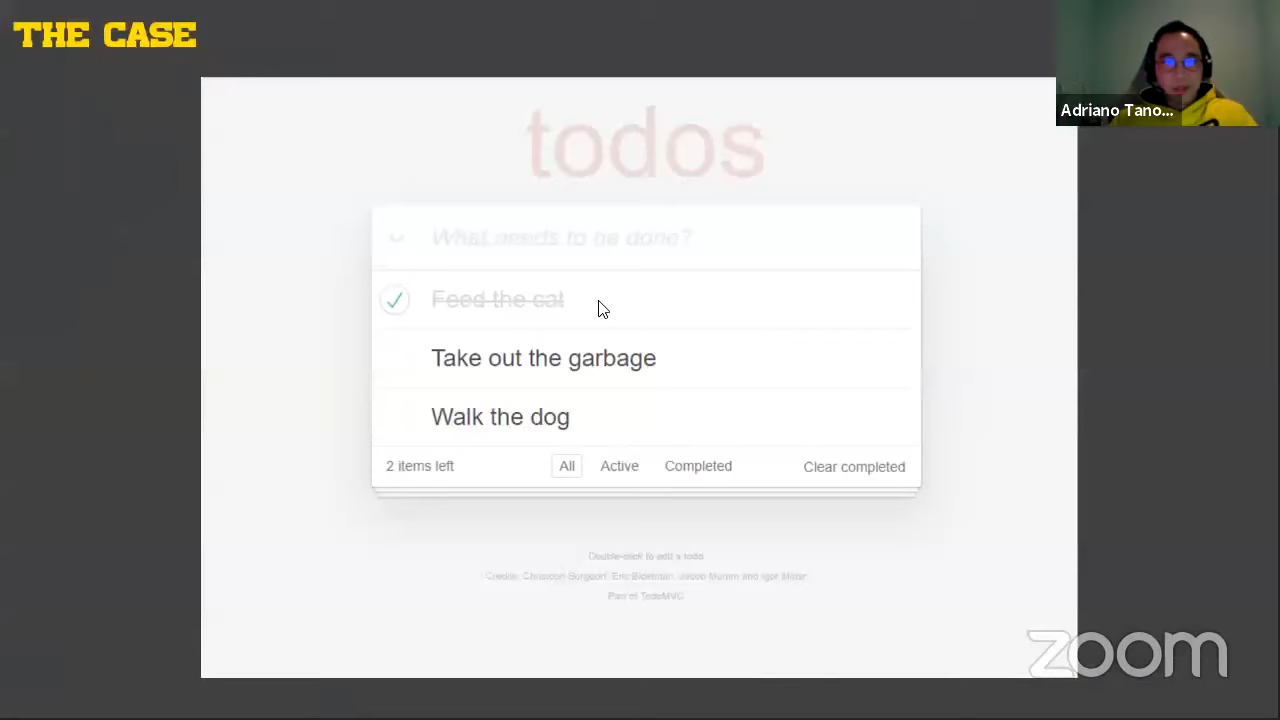 THE CASE
Adriano Tano...
todos
What needs to be done?
Feed the cat
Take out the garbage
Walk the dog
2 items left
All
Active
Completed
Clear completed
Double-click to edit a todo
Part of TodoMVC
zoom